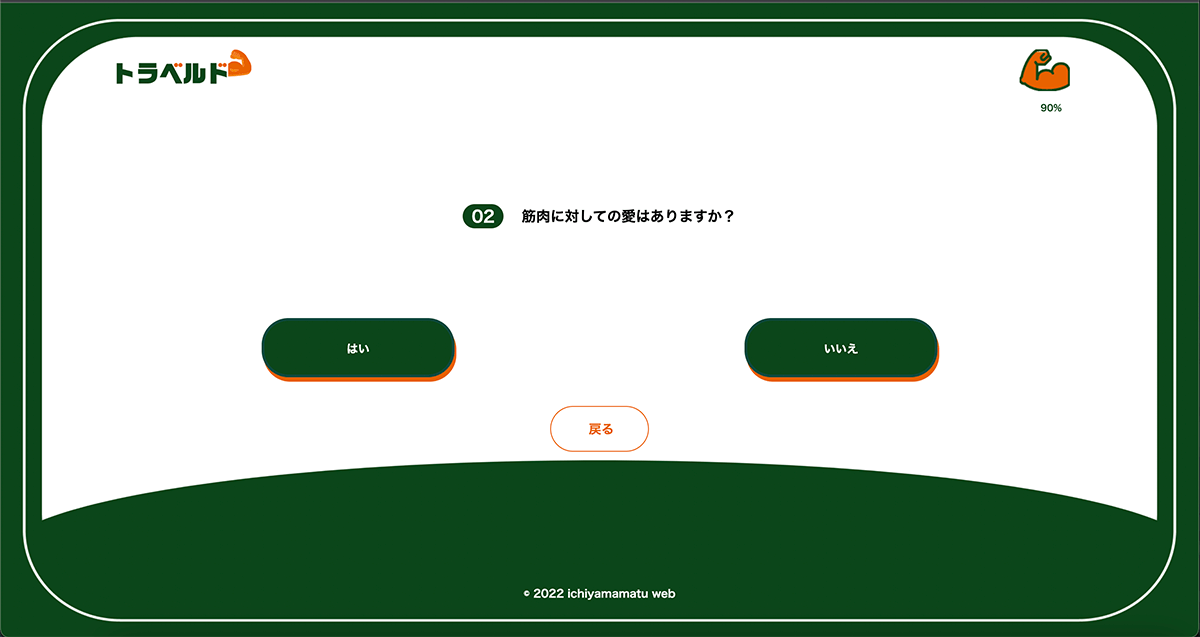 トラベルド
90%
02 筋肉に対しての愛はありますか？
はい
いいえ
戻る
© 2022 ichiyamamatu web